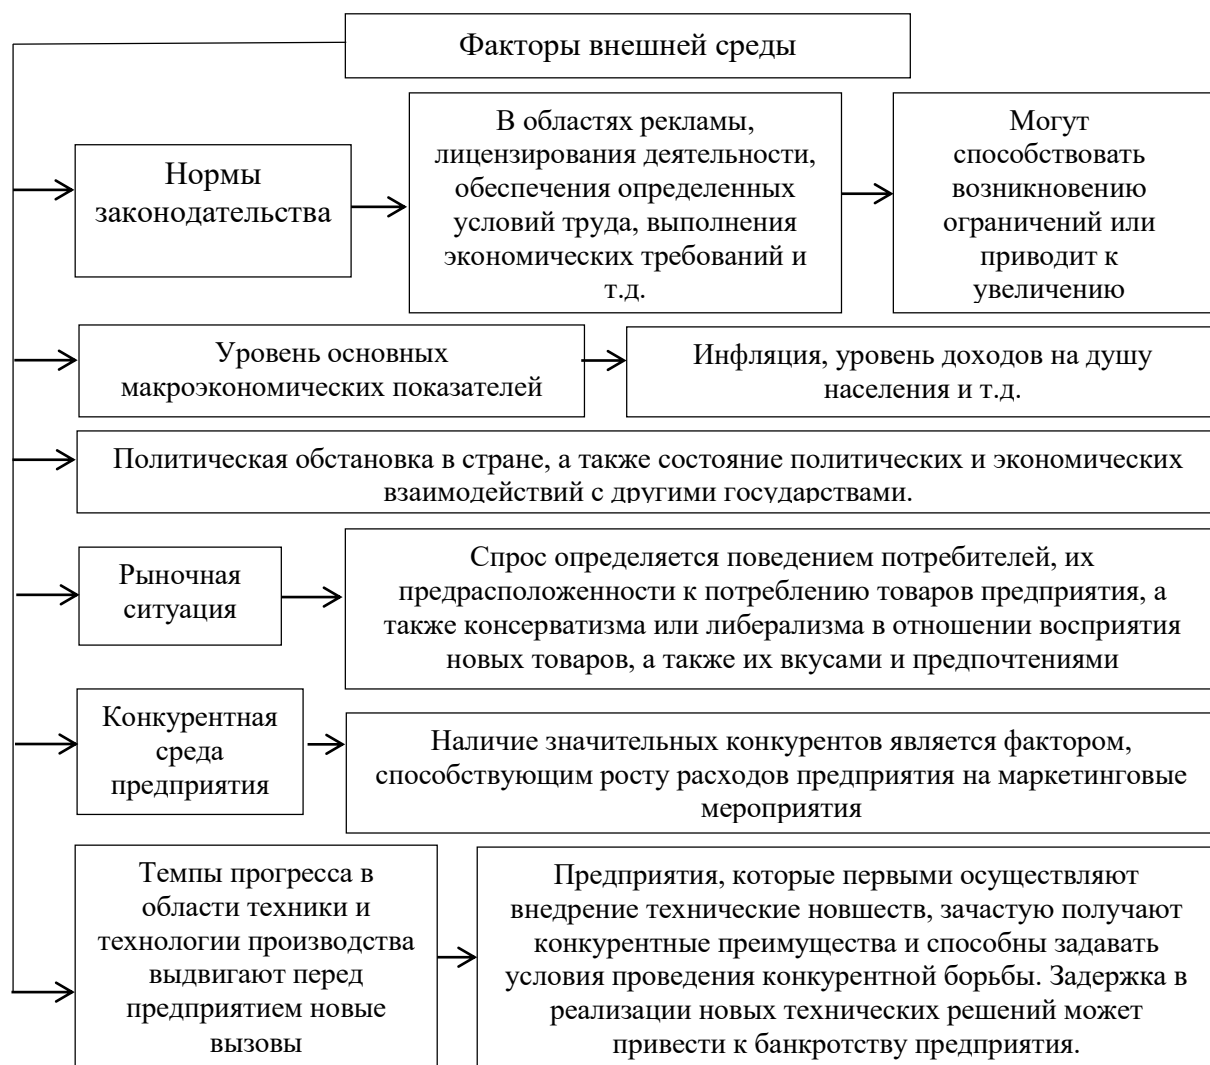 Факторы внешней среды
Нормы
законодательства
В областях рекламы,
лицензирования деятельности,
обеспечения определенных
условий труда, выполнения
экономических требований и
т.д.
Могут
способствовать
возникновению
ограничений или
приводит к
увеличению
Уровень основных
макроэкономических показателей
Инфляция, уровень доходов на душу
населения и т.д.
Политическая обстановка в стране, а также состояние политических и экономических
взаимодействий с другими государствами.
Рыночная
ситуация
Спрос определяется поведением потребителей, их
предрасположенности к потреблению товаров предприятия, а
также консерватизма или либерализма в отношении восприятия
новых товаров, а также их вкусами и предпочтениями
Конкурентная
среда
предприятия
Наличие значительных конкурентов является фактором,
способствующим росту расходов предприятия на маркетинговые
мероприятия
Темпы прогресса в
области техники и
технологии производства
выдвигают перед
предприятием новые
вызовы
Предприятия, которые первыми осуществляют
внедрение технические новшеств, зачастую получают
конкурентные преимущества и способны задавать
условия проведения конкурентной борьбы. Задержка в
реализации новых технических решений может
привести к банкротству предприятия.